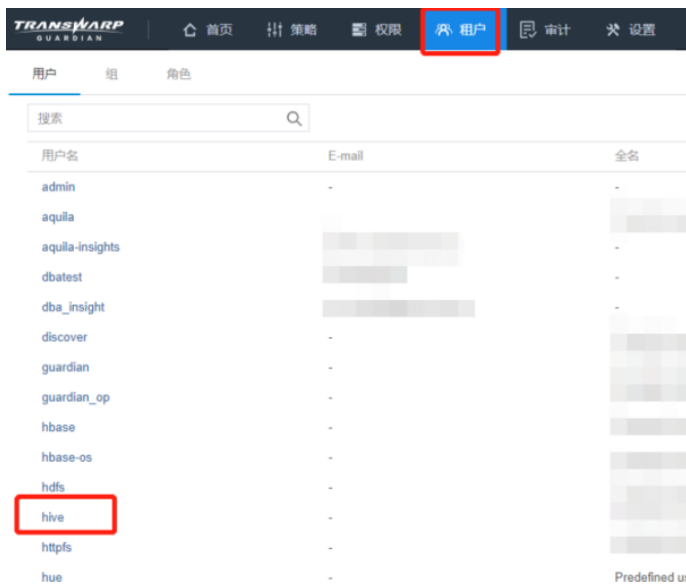 TRANSWARP
GUARDIAN
首页 策略 权限 租户 审计 设置
用户 组 角色
搜索
用户名 E-mail 全名
admin - -
aquila
aquila-insights -
dbatest -
dba_insight -
discover -
guardian -
guardian_op -
hbase -
hbase-os -
hdfs -
hive -
httpfs -
hue - Predefined